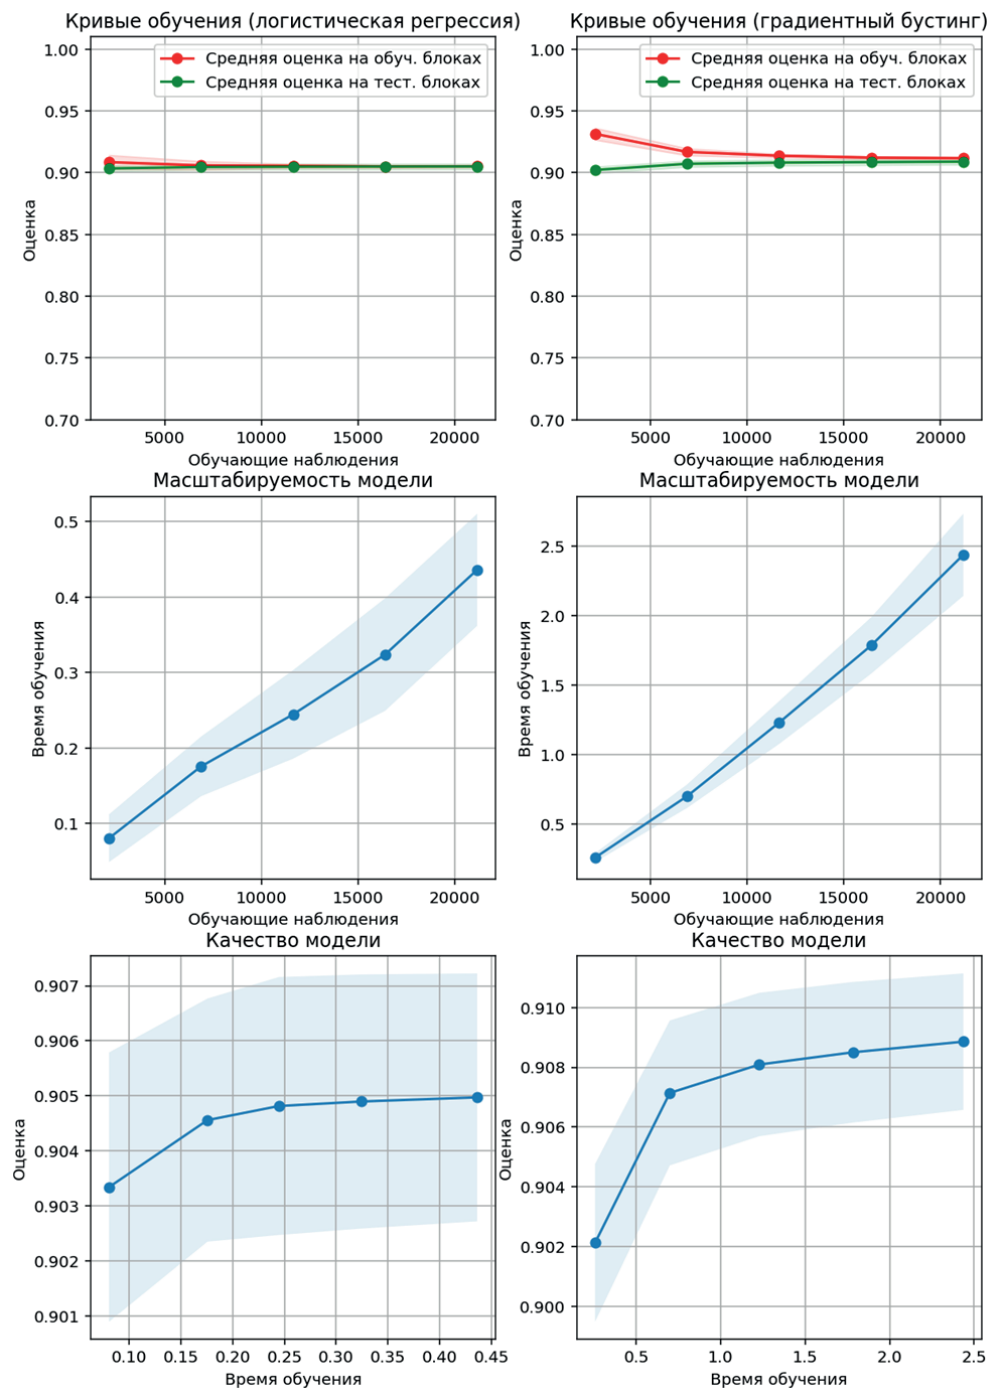 Кривые обучения (логистическая регрессия)
1.00
0.95
0.90
0.85
0.80
0.75
0.70
Оценка
Средняя оценка на обуч. блоках
Средняя оценка на тест. блоках
5000 10000 15000 20000
Обучающие наблюдения
Кривые обучения (градиентный бустинг)
1.00
0.95
0.90
0.85
0.80
0.75
0.70
Оценка
Средняя оценка на обуч. блоках
Средняя оценка на тест. блоках
5000 10000 15000 20000
Обучающие наблюдения
Масштабируемость модели
0.5
0.4
0.3
0.2
0.1
Время обучения
5000 10000 15000 20000
Обучающие наблюдения
Масштабируемость модели
2.5
2.0
1.5
1.0
0.5
Время обучения
5000 10000 15000 20000
Обучающие наблюдения
Качество модели
0.907
0.906
0.905
0.904
0.903
0.902
0.901
Оценка
0.10 0.15 0.20 0.25 0.30 0.35 0.40 0.45
Время обучения
Качество модели
0.910
0.908
0.906
0.904
0.902
0.900
Оценка
0.5 1.0 1.5 2.0 2.5
Время обучения